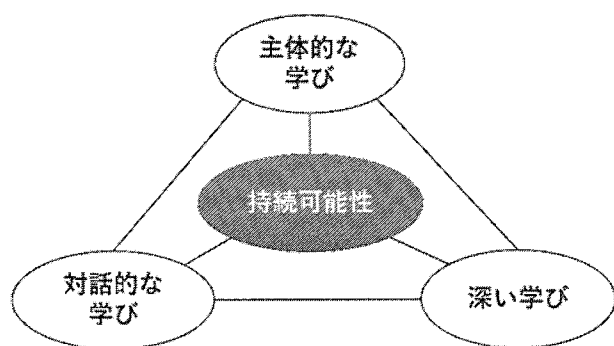 主体的な
学び
持続可能性
対話的な
学び
深い学び